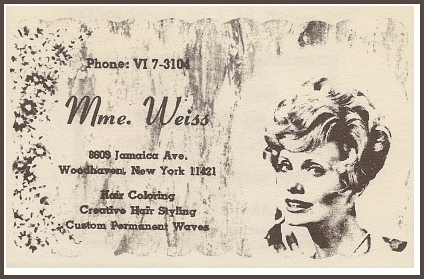 Phone: VI 7-3104
Mme. Weiss
8609 Jamaica Ave.
Woodhaven, New York 11421
Hair Coloring
Creative Hair Styling
Custom Permanent Waves